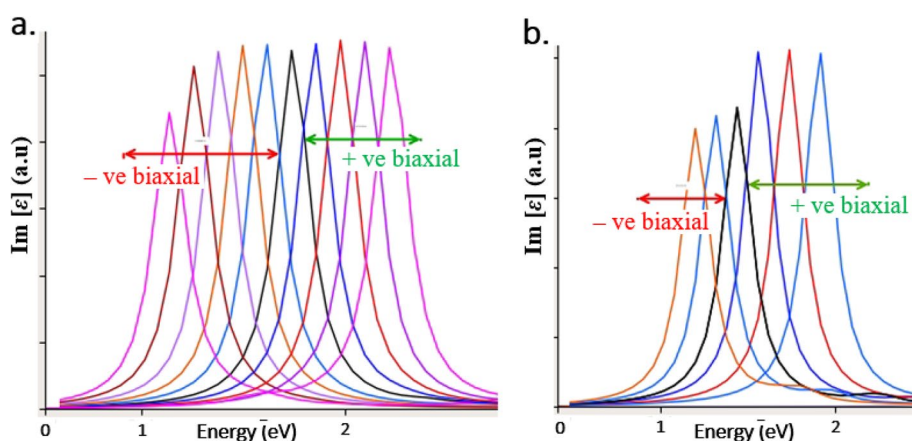 a.
Im [ε] (a.u)
– ve biaxial
+ ve biaxial
0
1
2
Energy (eV)
b.
Im [ε] (a.u)
– ve biaxial
+ ve biaxial
0
1
2
Energy (eV)